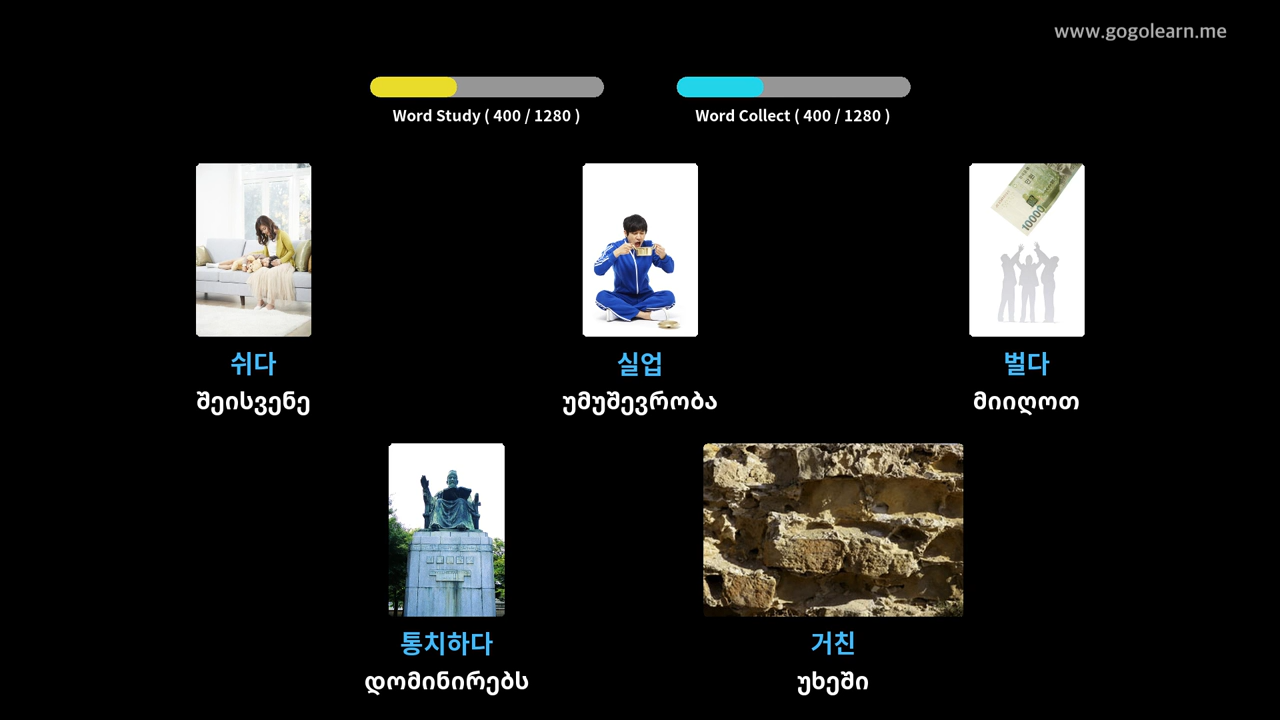 www.gogolearn.me
Word Study ( 400 / 1280 )
Word Collect ( 400 / 1280 )
10000
쉬다
შეისვენე
실업
უმუშევრობა
벌다
მიიღოთ
통치하다
დომინირებს
거친
უხეში